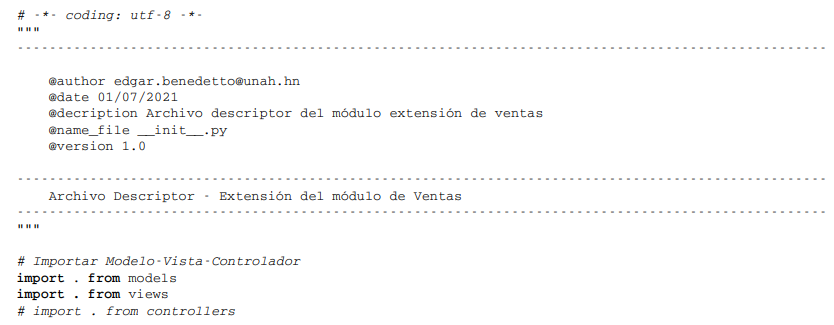 # -*- coding: utf-8 -*-
"""
------------------------------------------------------------------------------------------------------
@author edgar.benedetto@unah.hn
@date 01/07/2021
@decription Archivo descriptor del módulo extensión de ventas
@name_file __init__.py
@version 1.0
------------------------------------------------------------------------------------------------------
Archivo Descriptor - Extensión del módulo de Ventas
------------------------------------------------------------------------------------------------------
"""
# Importar Modelo-Vista-Controlador
import . from models
import . from views
# import . from controllers